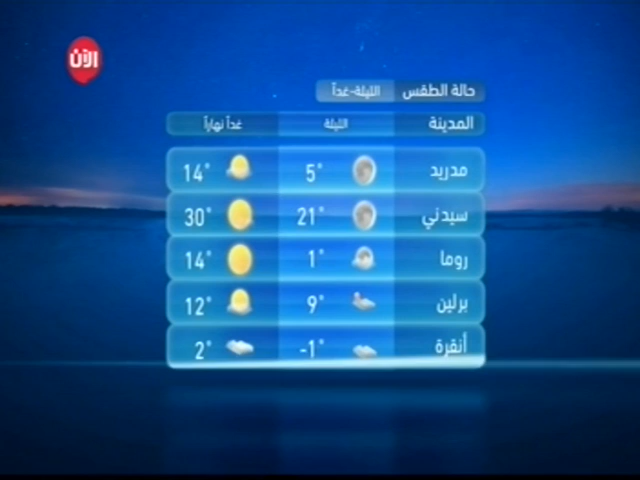 الآن
حالة الطقس الليلة-غداً
المدينة الليلة غداً نهاراً
مدريد 5° 14°
سيدني 21° 30°
روما 1° 14°
برلين 9° 12°
أنقرة -1° 2°